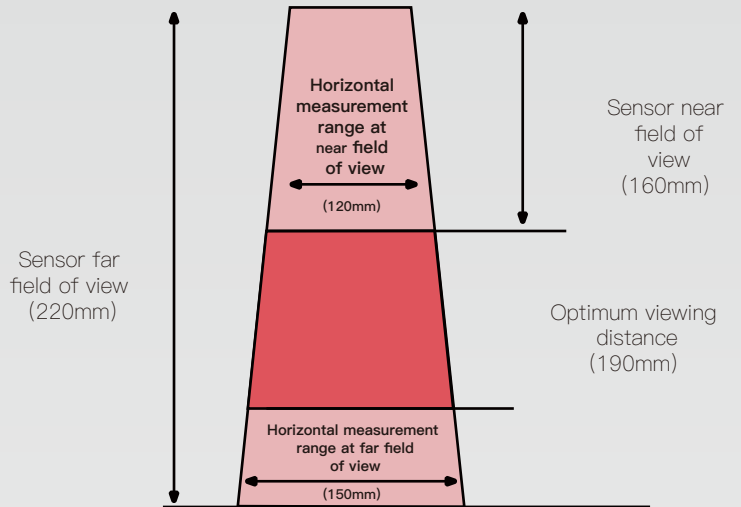 Horizontal
measurement
range at
near field
of view
(120mm)
Sensor near
field of
view
(160mm)
Sensor far
field of view
(220mm)
Optimum viewing
distance
(190mm)
Horizontal measurement
range at far field
of view
(150mm)